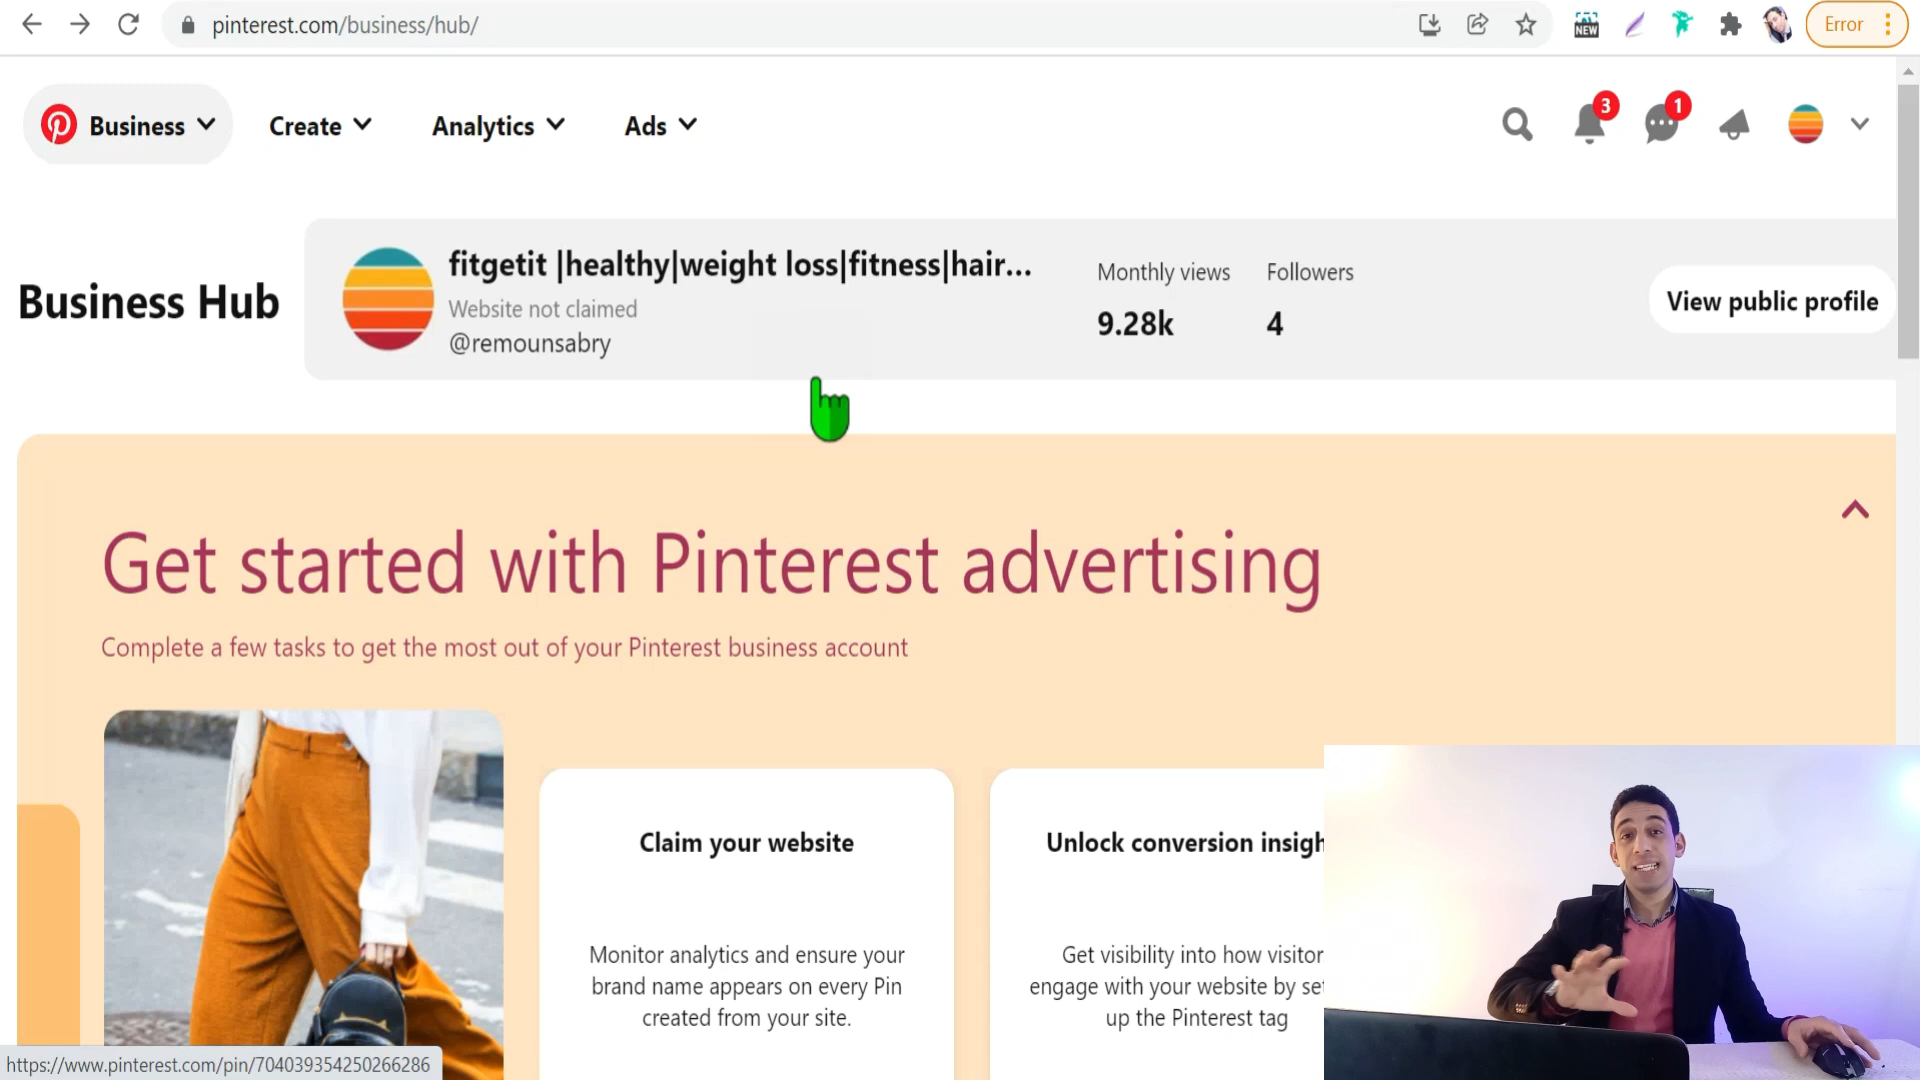 pinterest.com/business/hub/
NEW
Error
Business
Create
Analytics
Ads
3
1
Business Hub
fitgetit |healthy|weight loss|fitness|hair...
Website not claimed
@remounsabry
Monthly views
9.28k
Followers
4
View public profile
Get started with Pinterest advertising
Complete a few tasks to get the most out of your Pinterest business account
Claim your website
Monitor analytics and ensure your
brand name appears on every Pin
created from your site.
Unlock conversion insigh
Get visibility into how visitor
engage with your website by set
up the Pinterest tag
https://www.pinterest.com/pin/704039354250266286